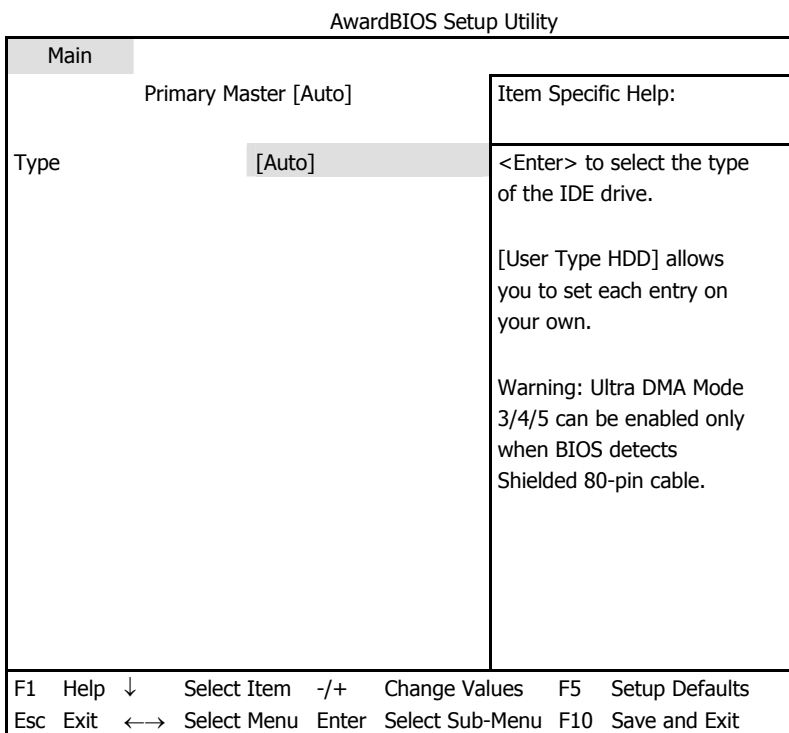 AwardBIOS Setup Utility
Main
Primary Master [Auto]
Item Specific Help:
Type [Auto]
<Enter> to select the type
of the IDE drive.
[User Type HDD] allows
you to set each entry on
your own.
Warning: Ultra DMA Mode
3/4/5 can be enabled only
when BIOS detects
Shielded 80-pin cable.
F1 Help ↓ Select Item -/+ Change Values F5 Setup Defaults
Esc Exit ←→ Select Menu Enter Select Sub-Menu F10 Save and Exit